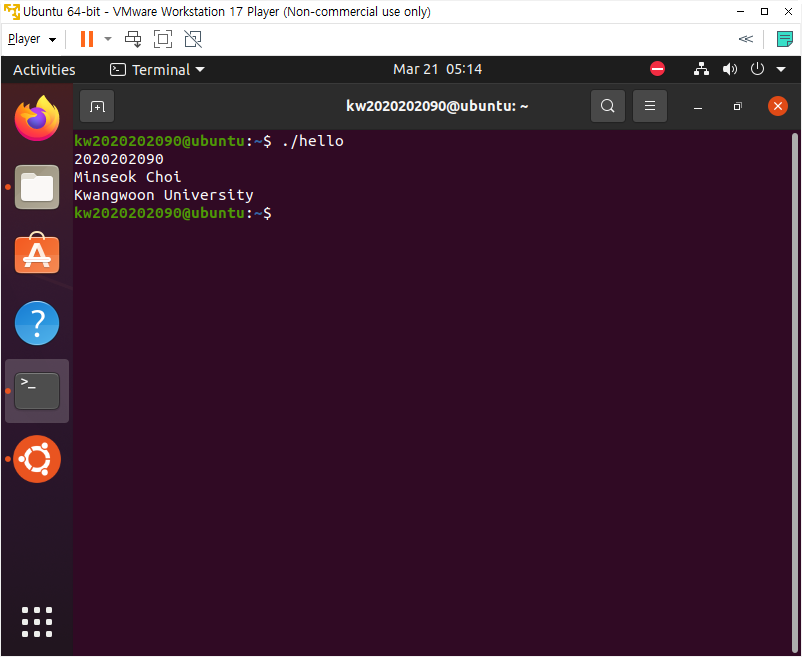 Ubuntu 64-bit - VMware Workstation 17 Player (Non-commercial use only)
Player
Activities Terminal Mar 21 05:14
kw2020202090@ubuntu: ~
kw2020202090@ubuntu:~$ ./hello
2020202090
Minseok Choi
Kwangwoon University
kw2020202090@ubuntu:~$